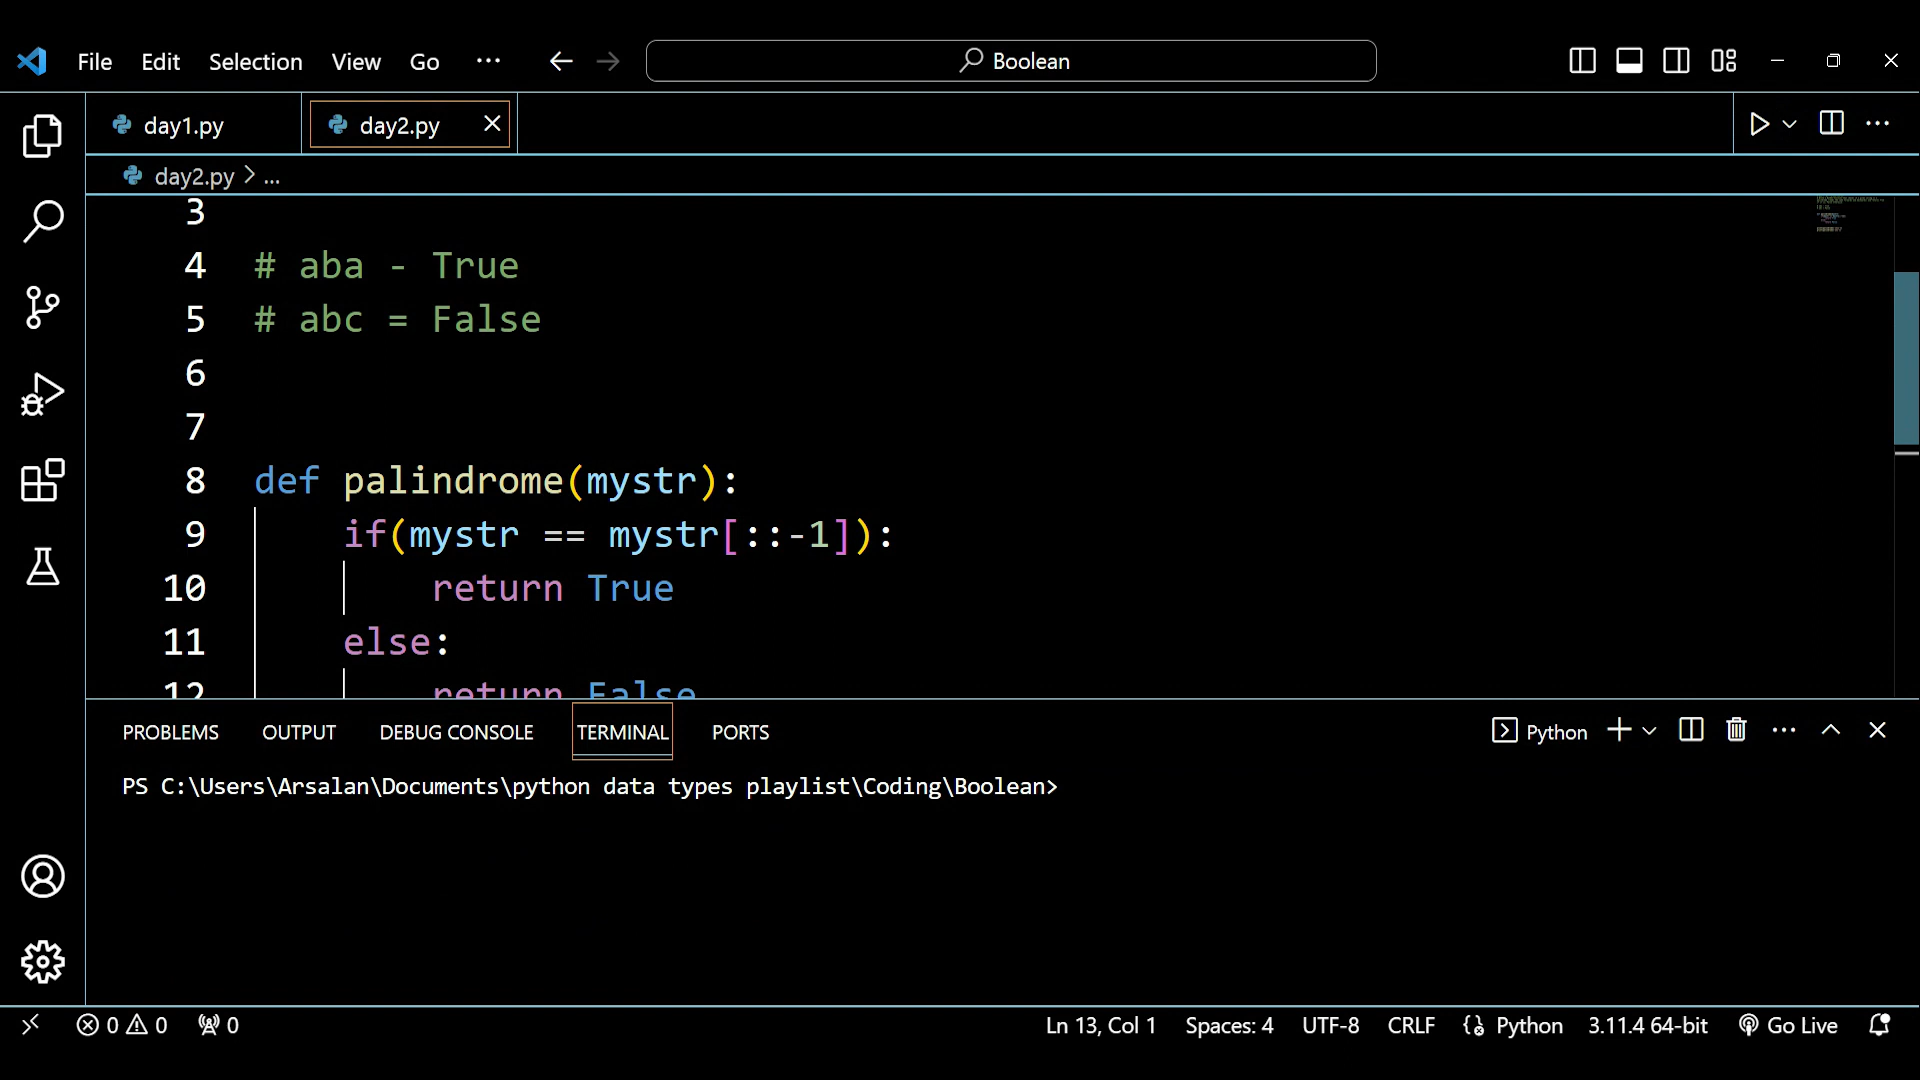 File Edit Selection View Go ··· Boolean
day1.py day2.py
day2.py > ...
3
4 # aba - True
5 # abc = False
6
7
8 def palindrome(mystr):
9 if(mystr == mystr[::-1]):
10 return True
11 else:
12 return False
PROBLEMS OUTPUT DEBUG CONSOLE TERMINAL PORTS Python
PS C:\Users\Arsalan\Documents\python data types playlist\Coding\Boolean>
0 0 0 Ln 13, Col 1 Spaces: 4 UTF-8 CRLF Python 3.11.4 64-bit Go Live